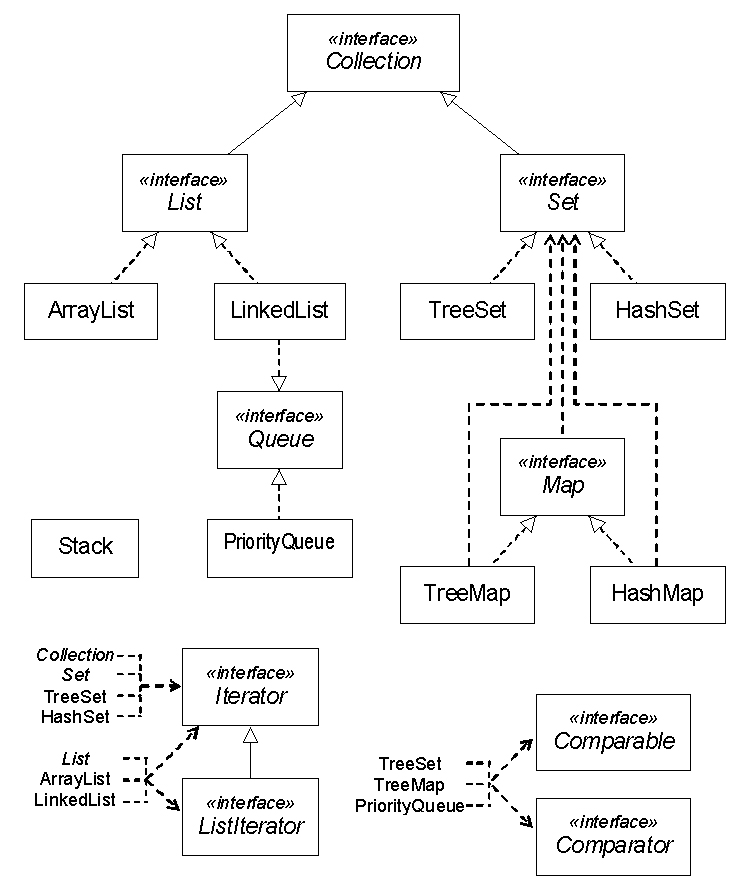 «interface»
Collection
«interface»
List
«interface»
Set
ArrayList
LinkedList
TreeSet
HashSet
«interface»
Queue
«interface»
Map
Stack
PriorityQueue
TreeMap
HashMap
Collection
Set
TreeSet
HashSet
«interface»
Iterator
List
ArrayList
LinkedList
«interface»
ListIterator
TreeSet
TreeMap
PriorityQueue
«interface»
Comparable
«interface»
Comparator